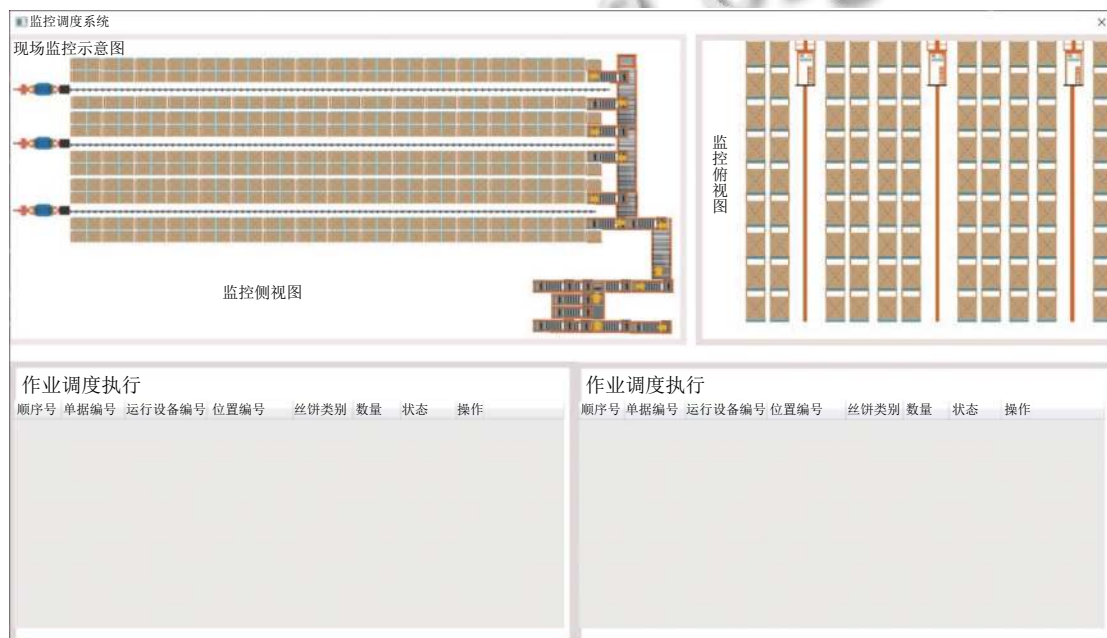 监控调度系统
现场监控示意图
监控侧视图
监控俯视图
作业调度执行
顺序号 单据编号 运行设备编号 位置编号 丝饼类别 数量 状态 操作
作业调度执行
顺序号 单据编号 运行设备编号 位置编号 丝饼类别 数量 状态 操作